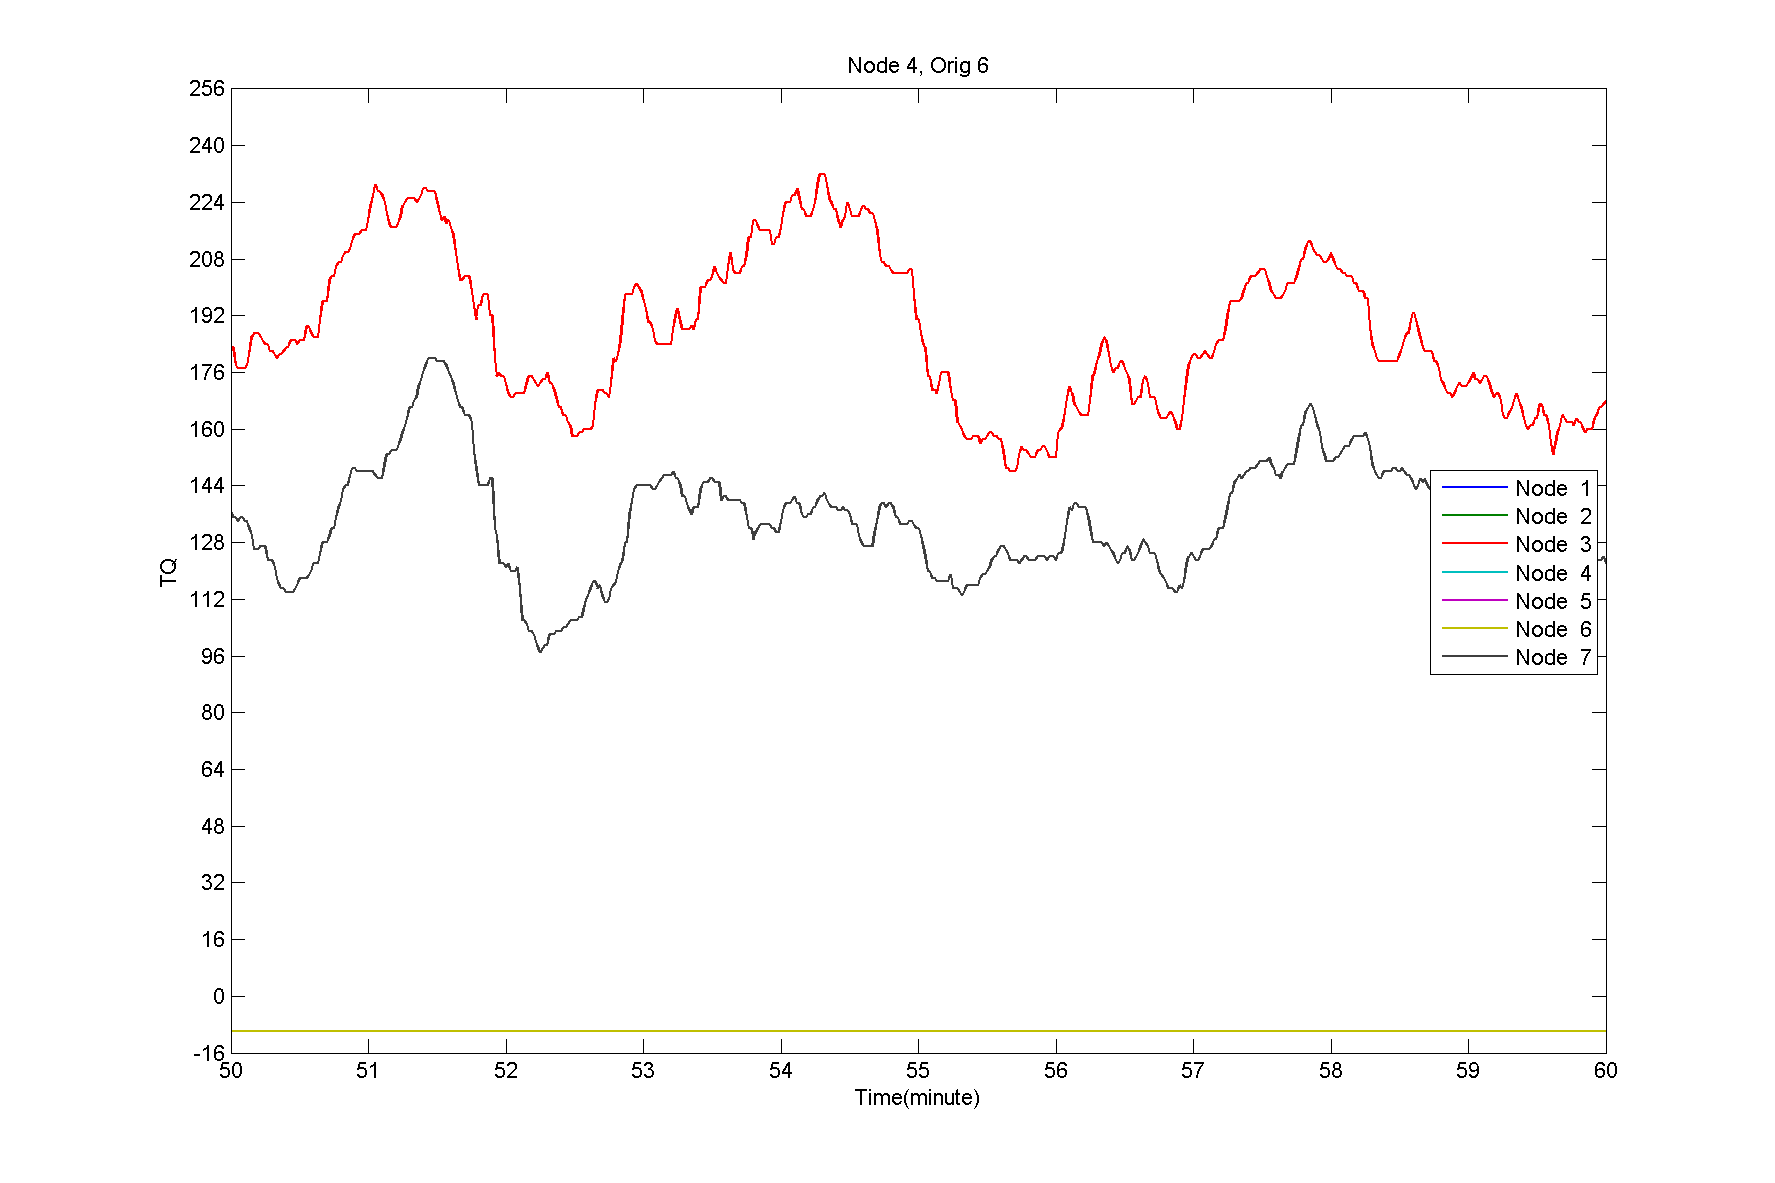 Node 4, Orig 6
256
240
224
208
192
176
160
144
128
112
96
80
64
48
32
16
0
-16
TQ
50 51 52 53 54 55 56 57 58 59 60
Time(minute)
Node 1
Node 2
Node 3
Node 4
Node 5
Node 6
Node 7